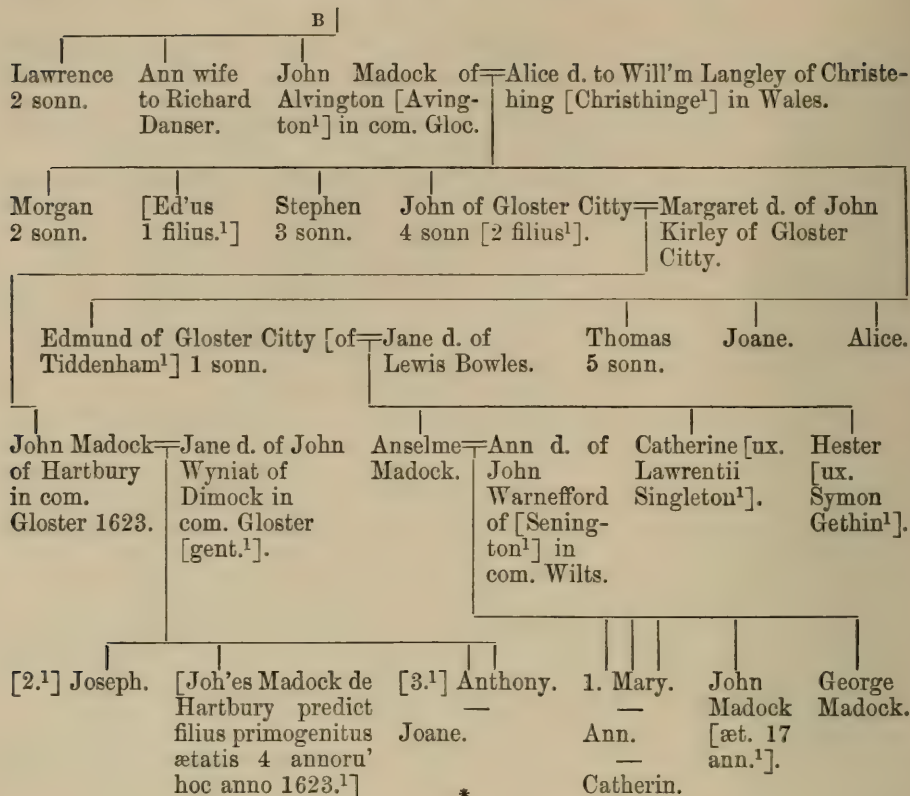 B
Lawrence
2 sonn.
Ann wife
to Richard
Danser.
John Madock of
Alvington [Aving-
ton¹] in com. Gloc.
Alice d. to Will'm Langley of Christe-
hing [Christhinge¹] in Wales.
Morgan
2 sonn.
[Ed'us
1 filius.¹]
Stephen
3 sonn.
John of Gloster Citty
4 sonn [2 filius¹].
Margaret d. of John
Kirley of Gloster
Citty.
Edmund of Gloster Citty [of
Tiddenham¹] 1 sonn.
Jane d. of
Lewis Bowles.
Thomas
5 sonn.
Joane.
Alice.
John Madock
of Hartbury
in com.
Gloster 1623.
Jane d. of John
Wyniat of
Dimock in
com. Gloster
[gent.¹].
Anselme
Madock.
Ann d. of
John
Warnefford
of [Sening-
ton¹] in
com. Wilts.
Catherine [ux.
Lawrentii
Singleton¹].
Hester
[ux.
Symon
Gethin¹].
[2.¹] Joseph.
[Joh'es Madock de
Hartbury predict
filius primogenitus
ætatis 4 annoru'
hoc anno 1623.¹]
[3.¹] Anthony.
—
Joane.
1. Mary.
—
Ann.
—
Catherin.
John
Madock
[æt. 17
ann.¹].
George
Madock.
*